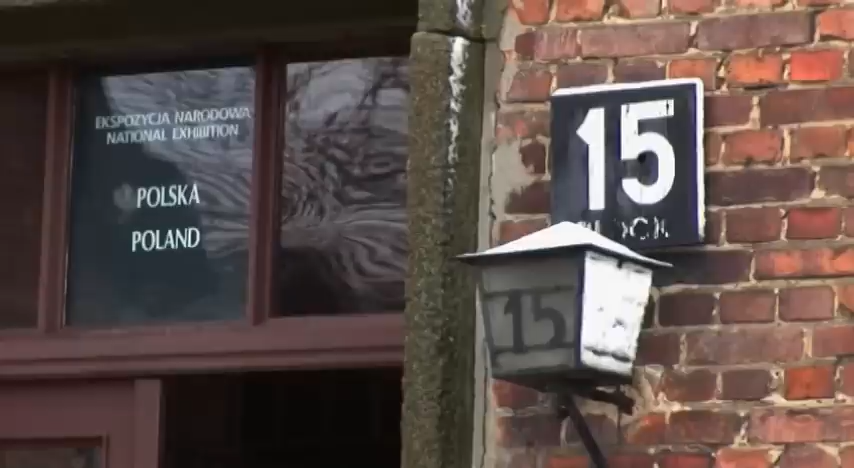 EKSPOZYCJA NARODOWA
NATIONAL EXHIBITION
POLSKA
POLAND
15
15